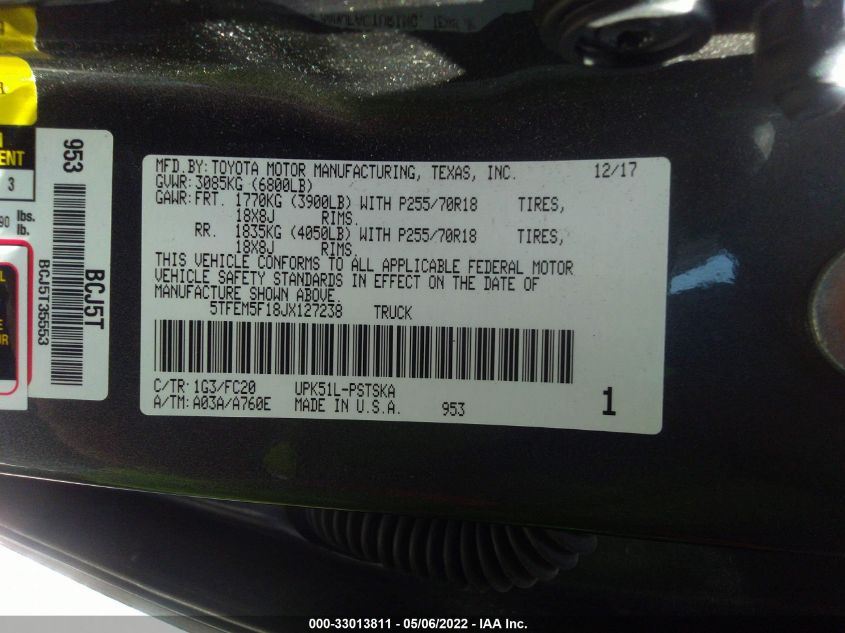 MFD.BY:TOYOTA MOTOR MANUFACTURING, TEXAS, INC. 12/17
GVWR: 3085KG (6800LB)
GAWR:FRT. 1770KG (3900LB) WITH P255/70R18 TIRES,
18X8J RIMS.
RR. 1835KG (4050LB) WITH P255/70R18 TIRES,
18X8J RIMS.
THIS VEHICLE CONFORMS TO ALL APPLICABLE FEDERAL MOTOR
VEHICLE SAFETY STANDARDS IN EFFECT ON THE DATE OF
MANUFACTURE SHOWN ABOVE.
5TFEM5F18JX127238 TRUCK
C/TR: 1G3/FC20 UPK51L-PSTSKA
A/TM: A03A/A760E MADE IN U.S.A. 953 1
953
BCJ5T
BCJ5T35553
3
lbs.
lb.
000-33013811 - 05/06/2022 - IAA Inc.